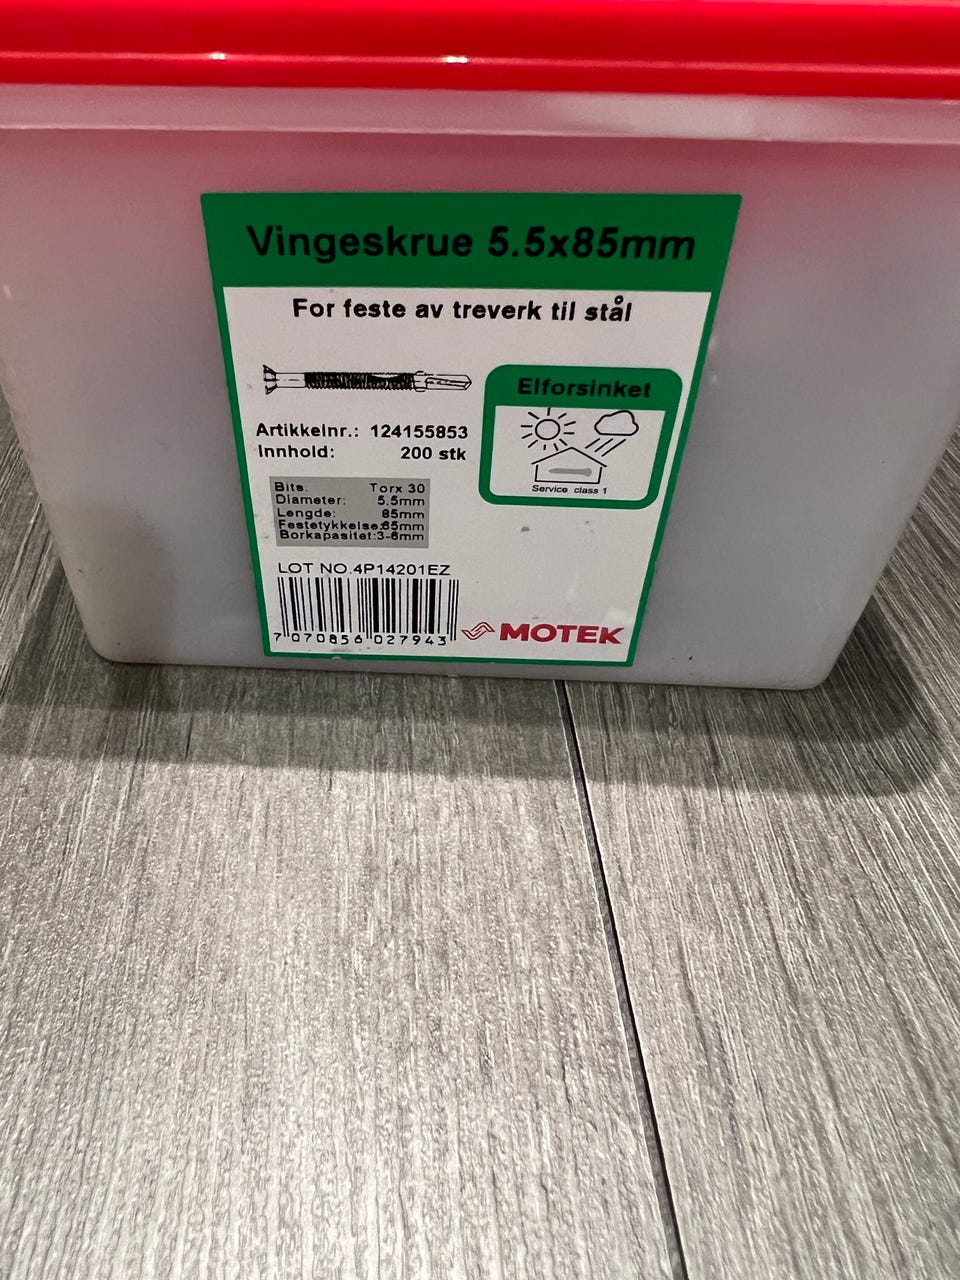 Vingeskrue 5.5x85mm
For feste av treverk til stål
Elforsinket
Service class 1
Artikkelnr.: 124155853
Innhold: 200 stk
Bits. Torx 30
Diameter: 5.5mm
Lengde: 85mm
Festetykkelse:65mm
Borkapasitet:3-6mm
LOT NO.4P14201EZ
7 070856 027943
MOTEK